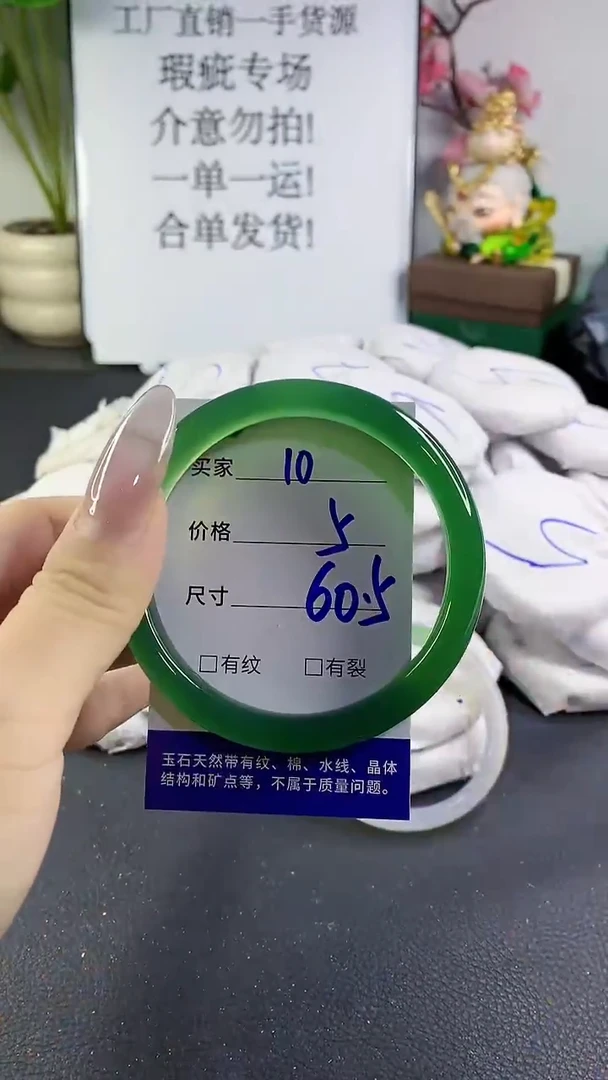 工厂直销一手货源
瑕疵专场
介意勿拍!
一单一运!
合单发货!
买家 10
价格 5
尺寸 60.5
□有纹 □有裂
玉石天然带有纹、棉、水线、晶体
结构和矿点等，不属于质量问题。